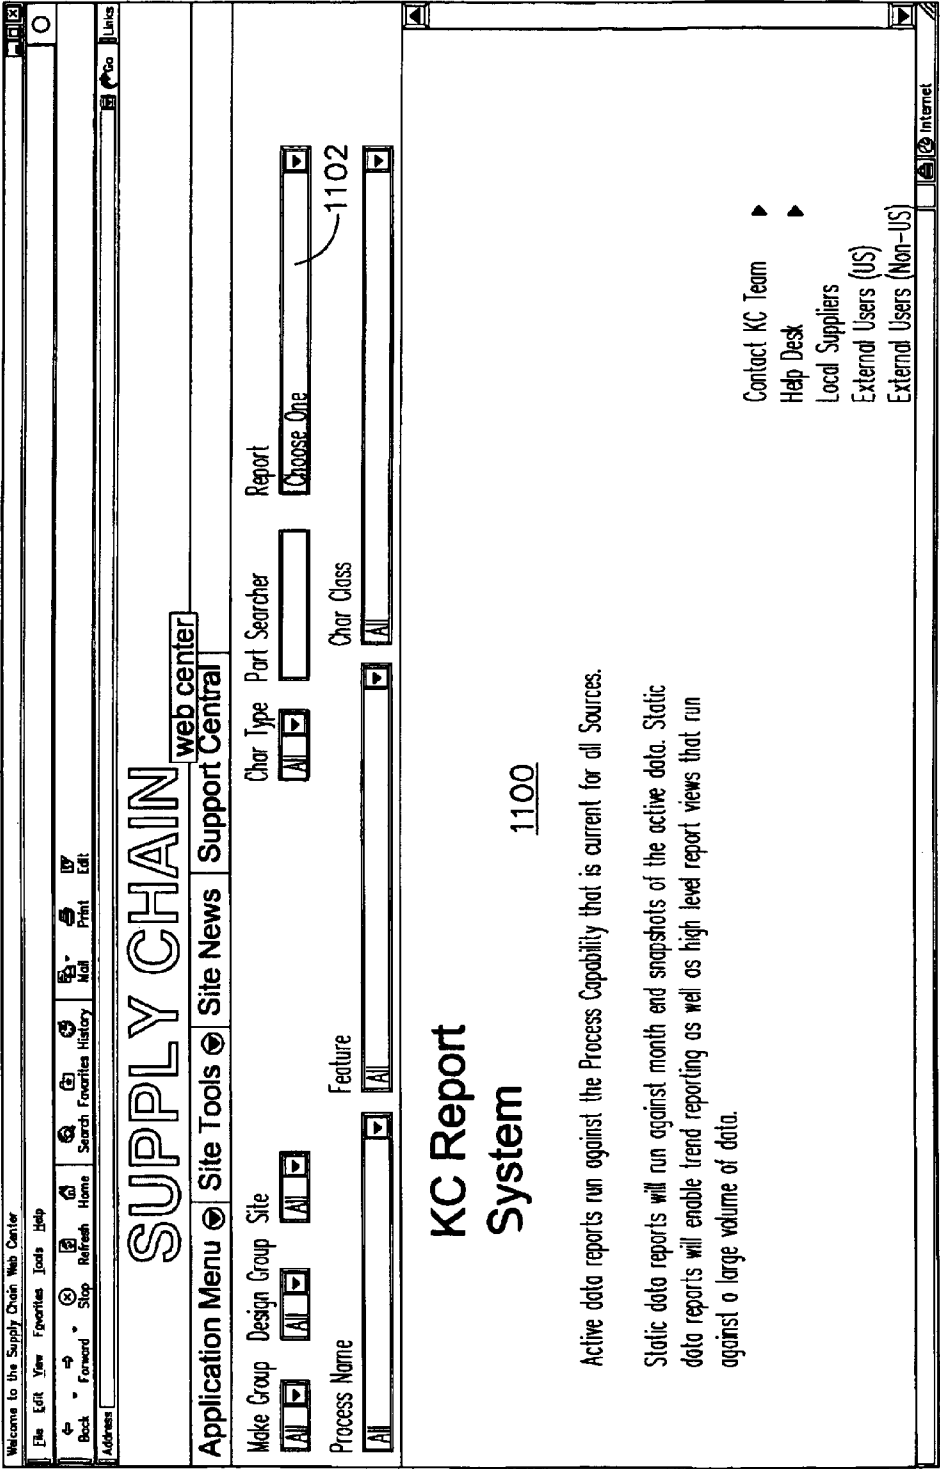 Welcome to the Supply Chain Web Center
File Edit View Favorites Tools Help
Back Forward Stop Refresh Home Search Favorites History Mail Print Edit
Address Go Links
SUPPLY CHAIN
web center
Application Menu Site Tools Site News Support Central
Make Group Design Group Site Char Type Part Searcher Report
All All All All Choose One
1102
Process Name Feature Char Class
All All All
KC Report
System
1100
Active data reports run against the Process Capability that is current for all Sources.
Static data reports will run against month end snapshots of the active data. Static
data reports will enable trend reporting as well as high level report views that run
against a large volume of data.
Contact KC Team
Help Desk
Local Suppliers
External Users (US)
External Users (Non-US)
Internet